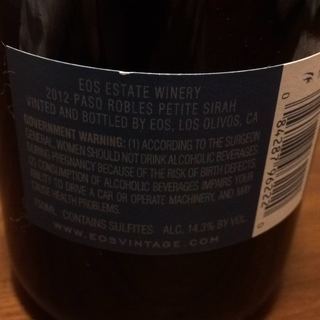 EOS ESTATE WINERY
2012 PASO ROBLES PETITE SIRAH
VINTED AND BOTTLED BY EOS, LOS OLIVOS, CA
GOVERNMENT WARNING: (1) ACCORDING TO THE SURGEON
GENERAL, WOMEN SHOULD NOT DRINK ALCOHOLIC BEVERAGES
DURING PREGNANCY BECAUSE OF THE RISK OF BIRTH DEFECTS.
(2) CONSUMPTION OF ALCOHOLIC BEVERAGES IMPAIRS YOUR
ABILITY TO DRIVE A CAR OR OPERATE MACHINERY, AND MAY
CAUSE HEALTH PROBLEMS.
750ML CONTAINS SULFITES ALC. 14.3% BY VOL.
WWW.EOSVINTAGE.COM